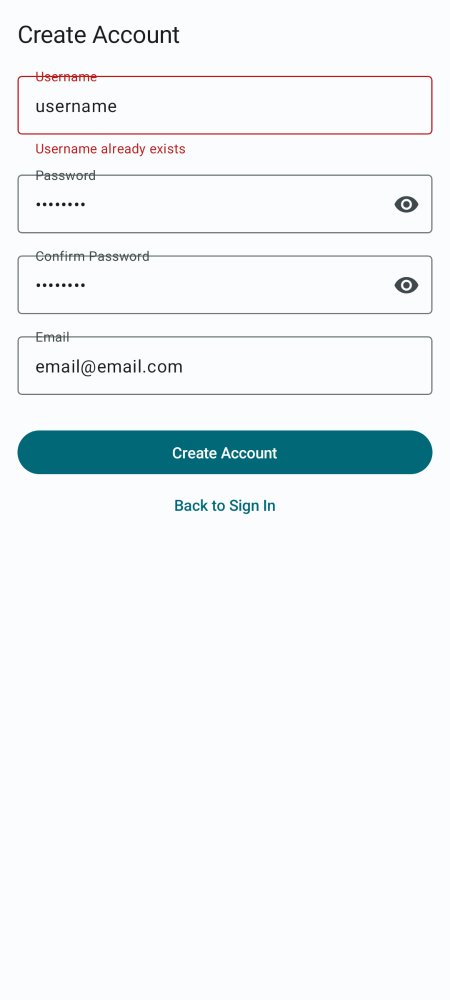 Create Account
Username
username
Username already exists
Password
••••••••
Confirm Password
••••••••
Email
email@email.com
Create Account
Back to Sign In